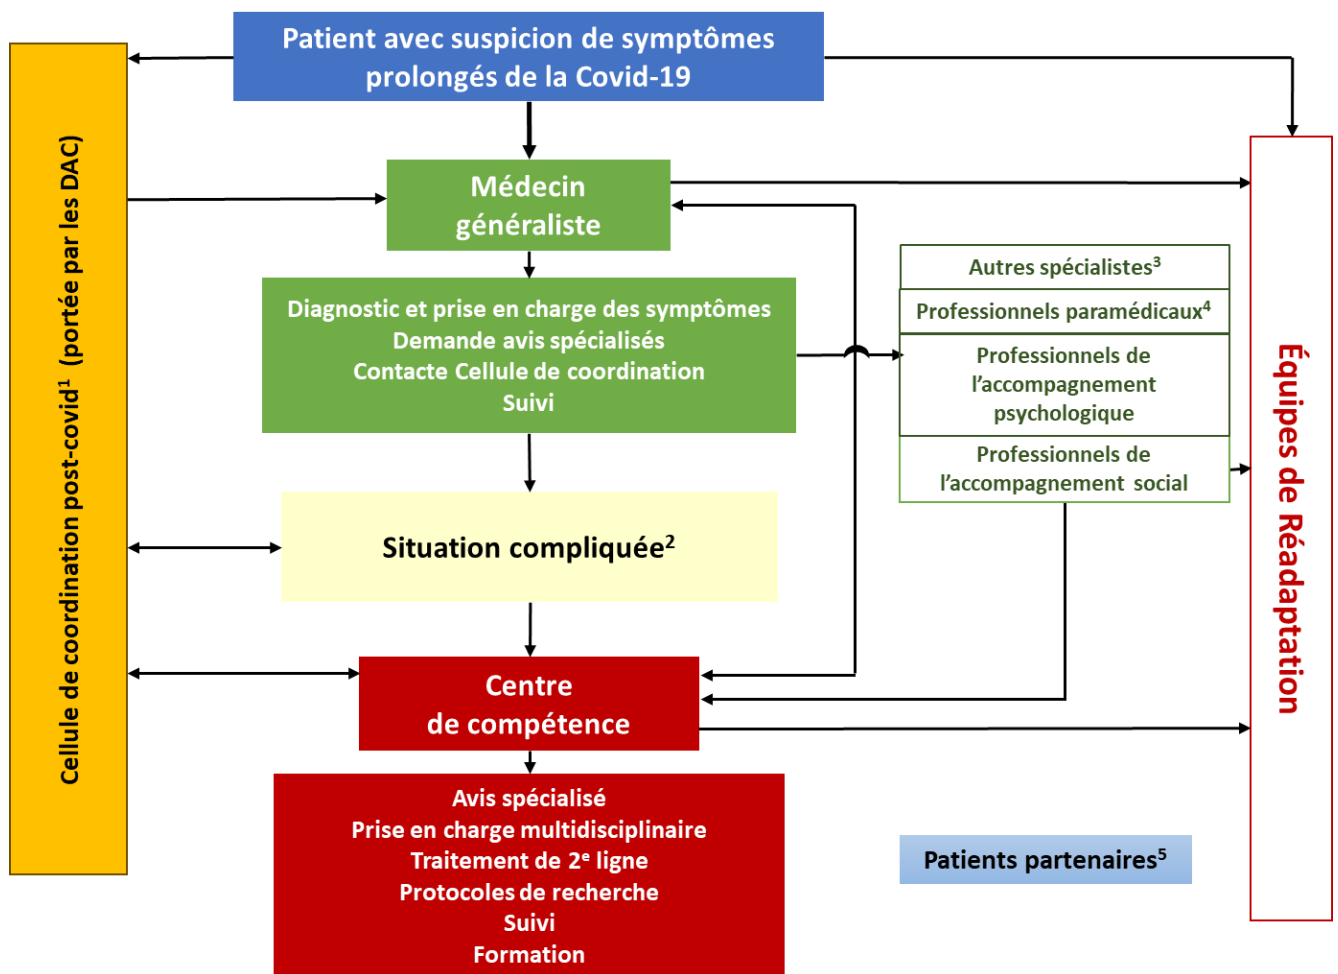 Patient avec suspicion de symptômes
prolongés de la Covid-19
Cellule de coordination post-covid¹ (portée par les DAC)
Médecin
généraliste
Diagnostic et prise en charge des symptômes
Demande avis spécialisés
Contacte Cellule de coordination
Suivi
Autres spécialistes³
Professionnels paramédicaux⁴
Professionnels de
l’accompagnement
psychologique
Professionnels de
l’accompagnement social
Équipes de Réadaptation
Situation compliquée²
Centre
de compétence
Avis spécialisé
Prise en charge multidisciplinaire
Traitement de 2ᵉ ligne
Protocoles de recherche
Suivi
Formation
Patients partenaires⁵